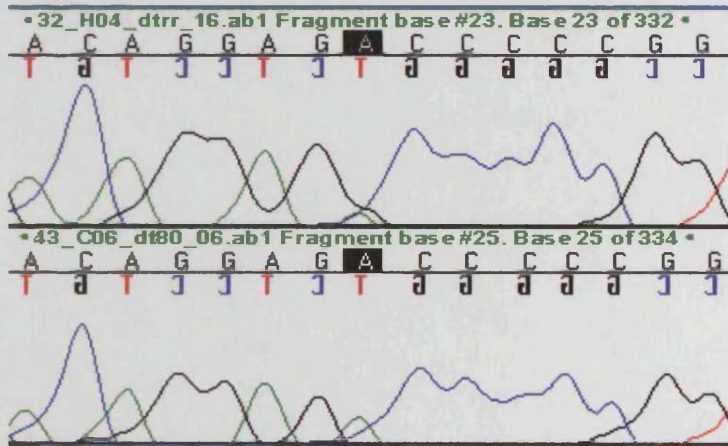 •32_H04_dtrr_16.ab1 Fragment base #23. Base 23 of 332 •
A C A G G A G A C C C C C G G
T G T C C T C T G G G G G C C
•43_C06_dt80_06.ab1 Fragment base #25. Base 25 of 334 •
A C A G G A G A C C C C C G G
T G T C C T C T G G G G G C C